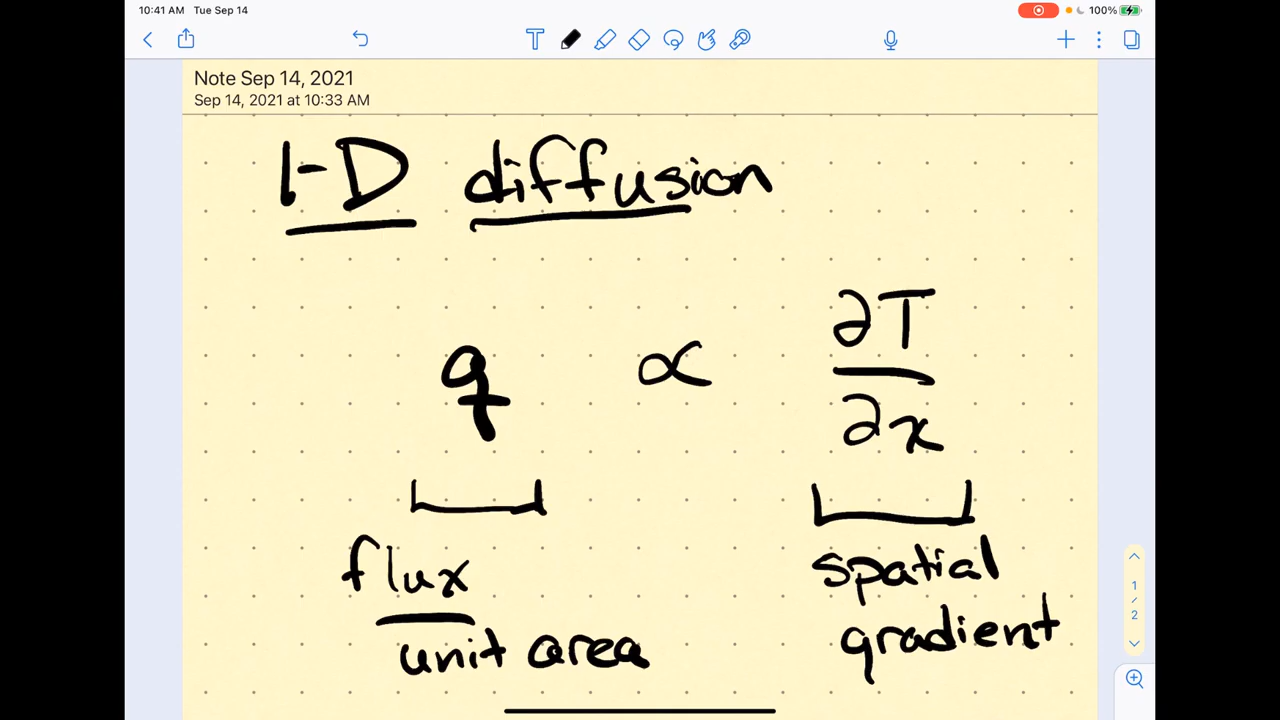 10:41 AM Tue Sep 14
100%
Note Sep 14, 2021
Sep 14, 2021 at 10:33 AM
1-D diffusion
q ∝ ∂T/∂x
flux
unit area
spatial
gradient
1
/
2